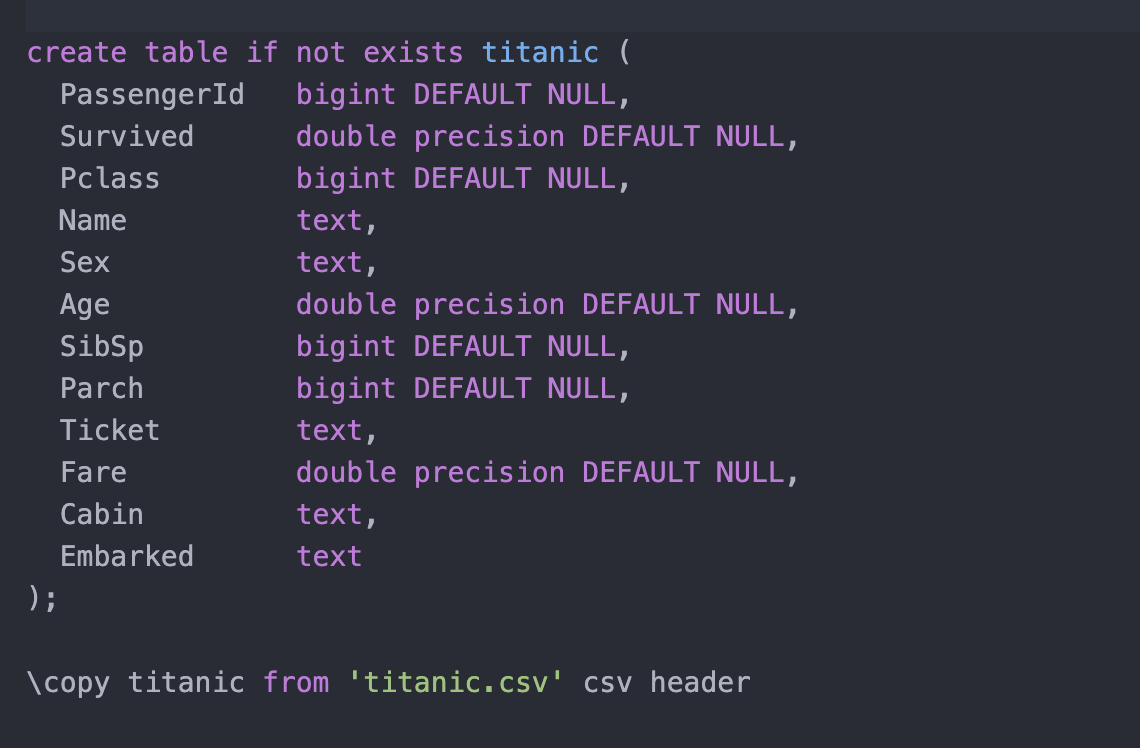 create table if not exists titanic (
  PassengerId   bigint DEFAULT NULL,
  Survived      double precision DEFAULT NULL,
  Pclass        bigint DEFAULT NULL,
  Name          text,
  Sex           text,
  Age           double precision DEFAULT NULL,
  SibSp         bigint DEFAULT NULL,
  Parch         bigint DEFAULT NULL,
  Ticket        text,
  Fare          double precision DEFAULT NULL,
  Cabin         text,
  Embarked      text
);

\copy titanic from 'titanic.csv' csv header